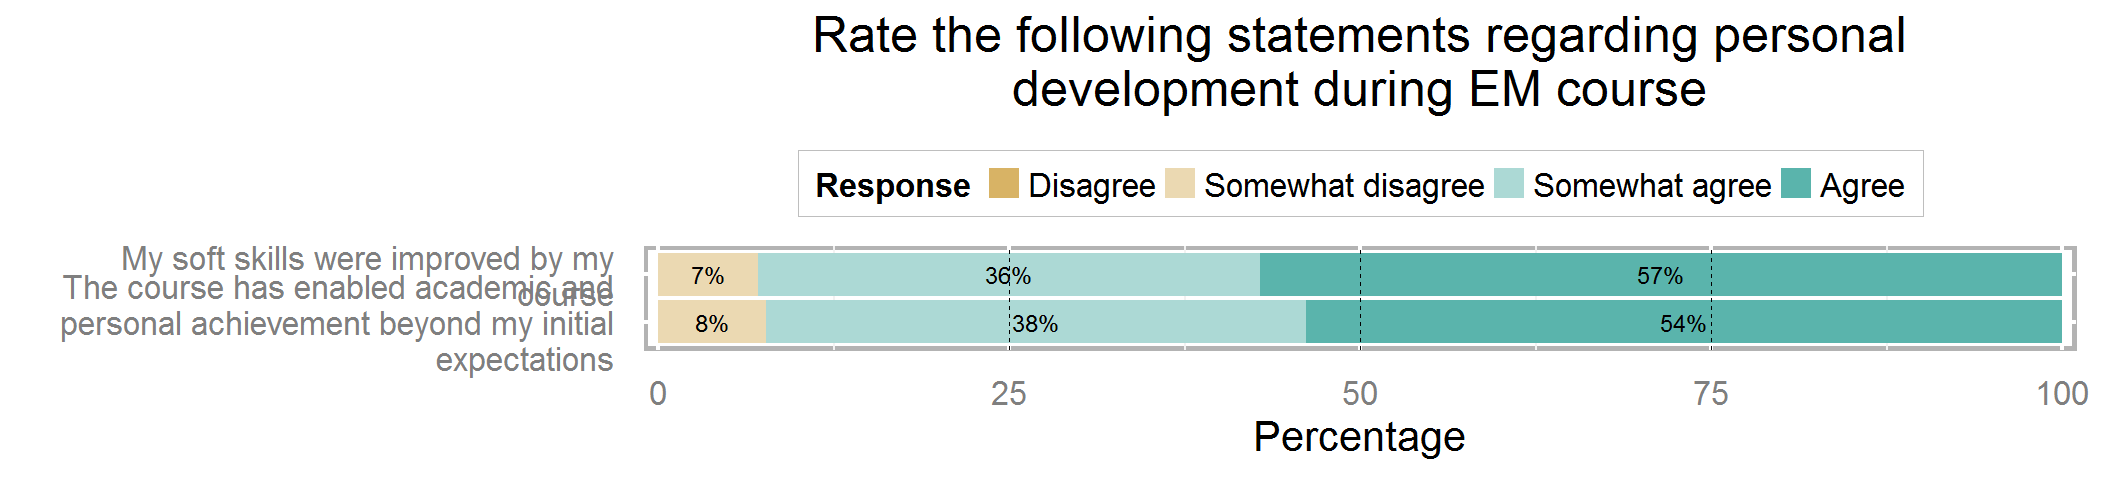 Rate the following statements regarding personal
development during EM course
Response Disagree Somewhat disagree Somewhat agree Agree
My soft skills were improved by my
course
7% 36% 57%
The course has enabled academic and
personal achievement beyond my initial
expectations
8% 38% 54%
0 25 50 75 100
Percentage